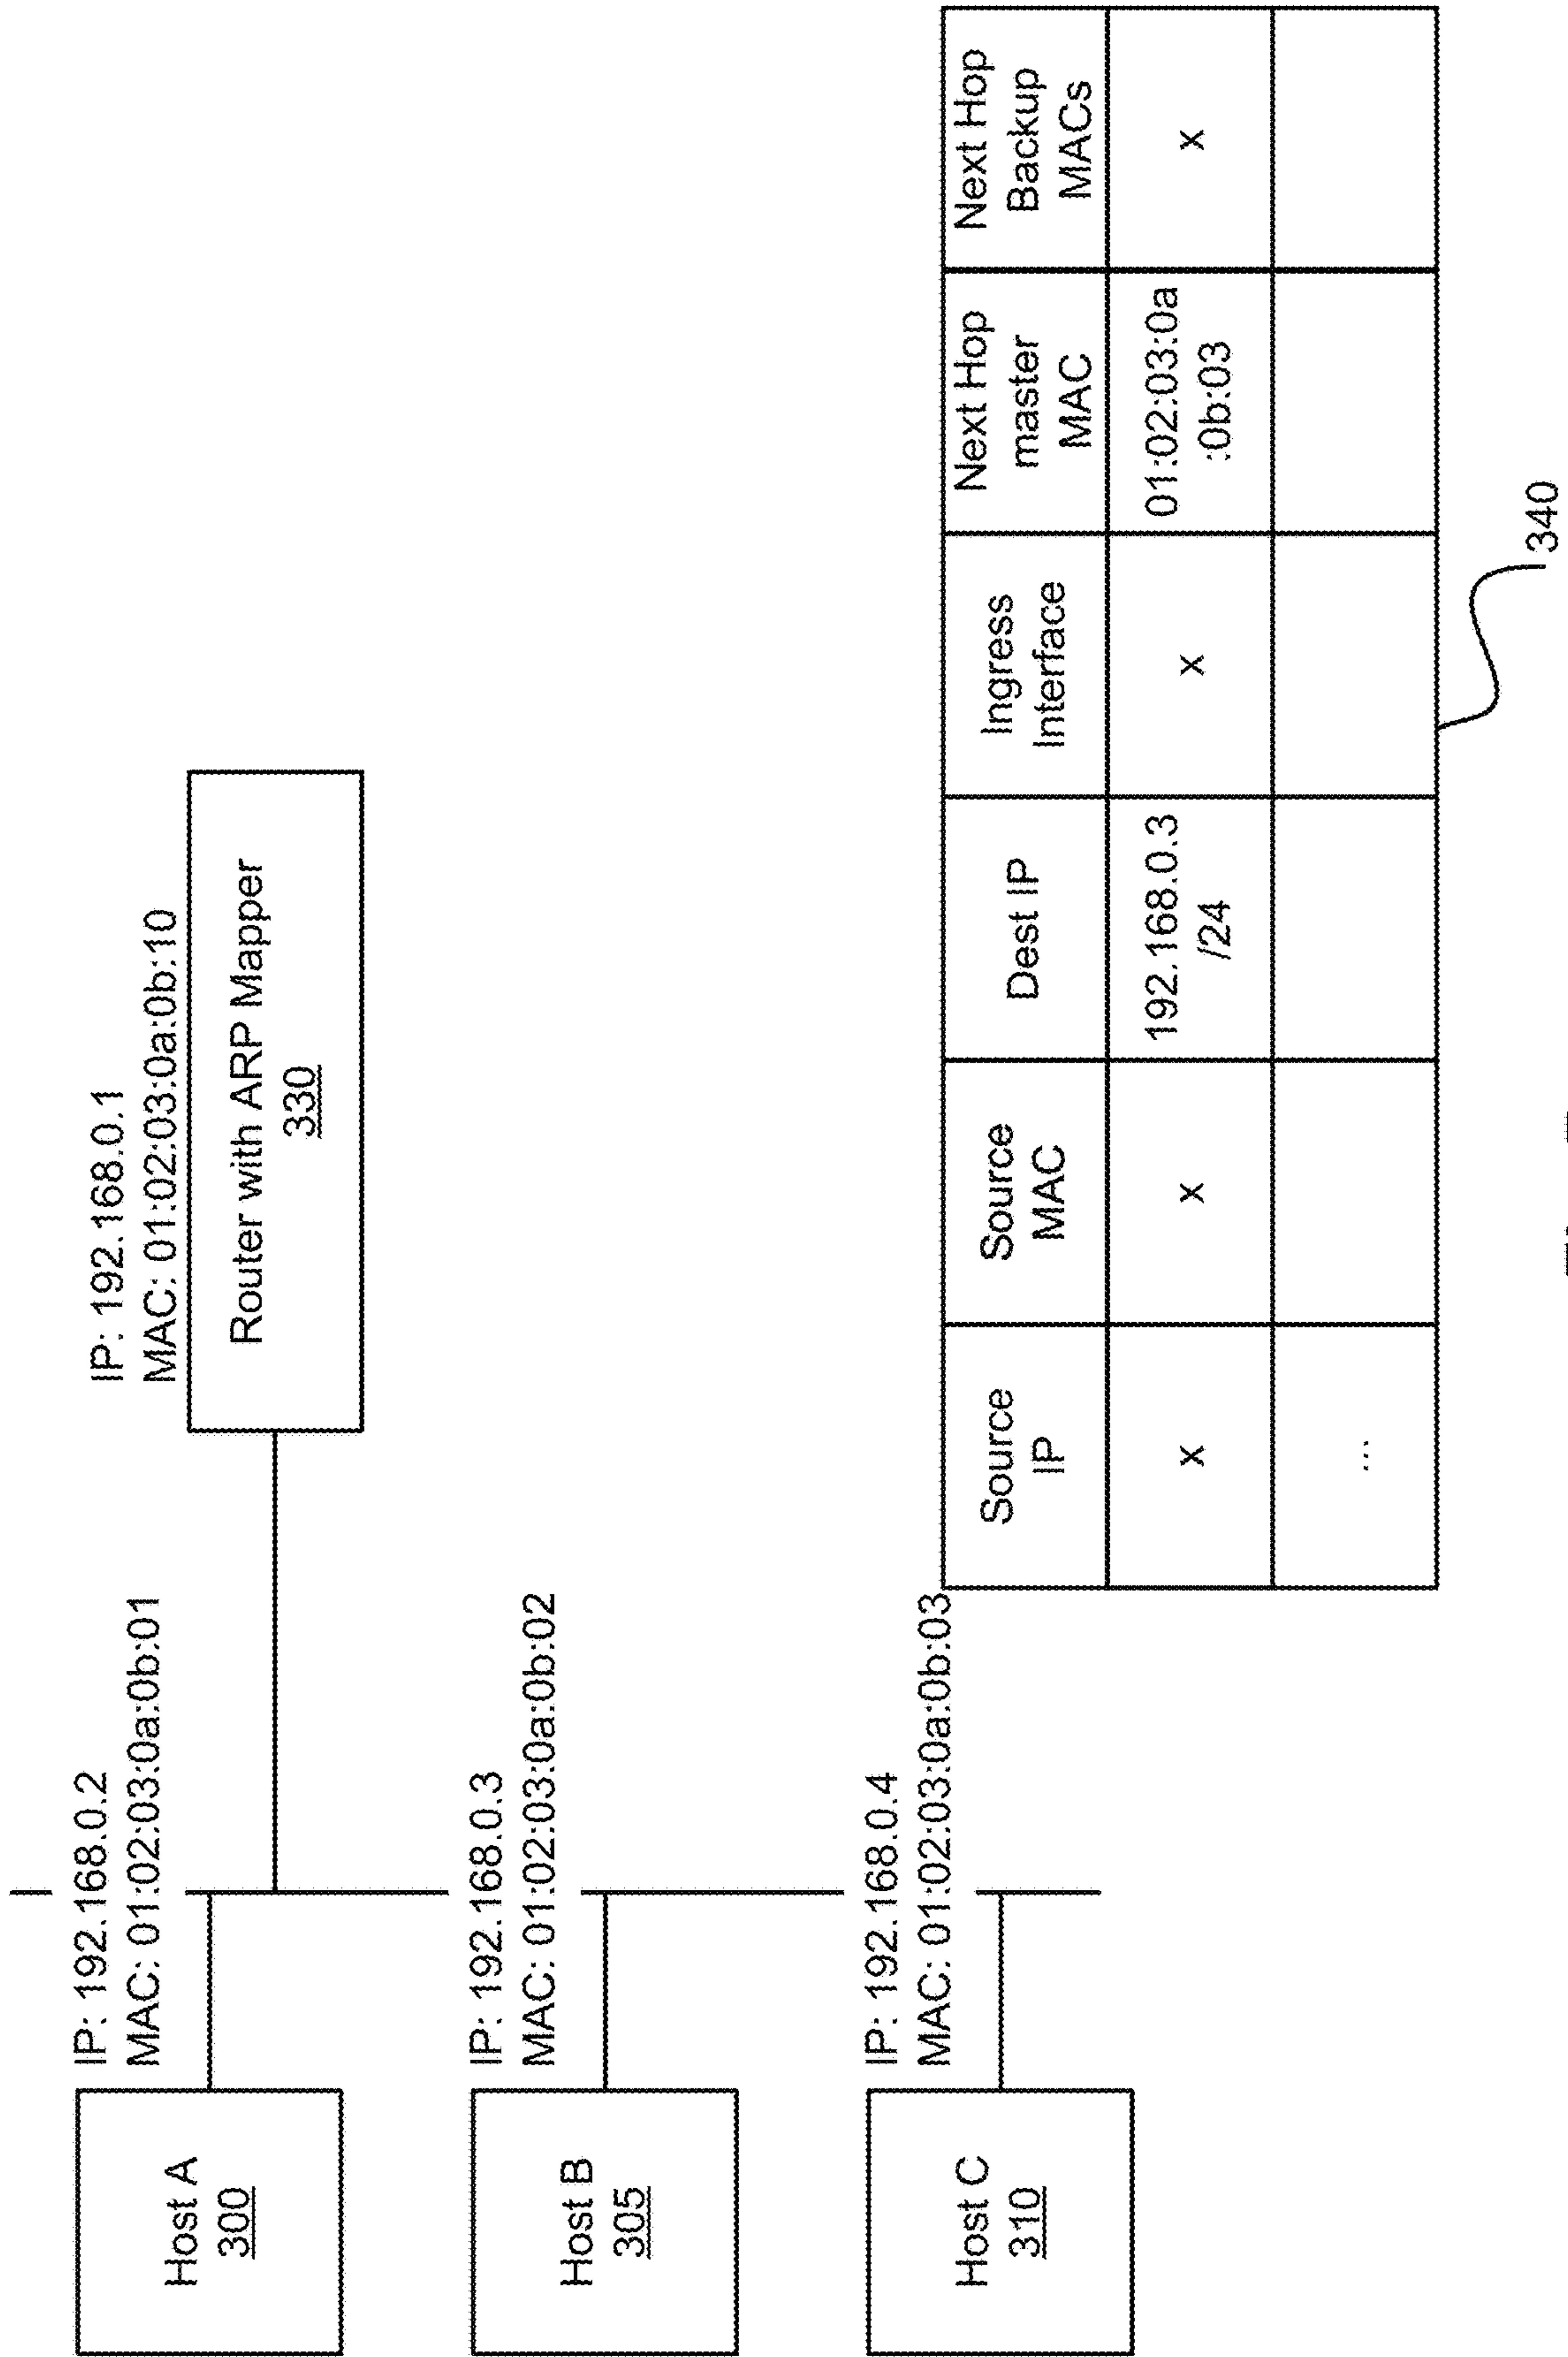 IP: 192.168.0.2
MAC: 01:02:03:0a:0b:01
Host A
300
IP: 192.168.0.1
MAC: 01:02:03:0a:0b:10
Router with ARP Mapper
330
IP: 192.168.0.3
MAC: 01:02:03:0a:0b:02
Host B
305
IP: 192.168.0.4
MAC: 01:02:03:0a:0b:03
Host C
310
Source
IP
Source
MAC
Dest IP
Ingress
Interface
Next Hop
master
MAC
Next Hop
Backup
MACs
x
x
192.168.0.3
/24
x
01:02:03:0a
:0b:03
x
...
340